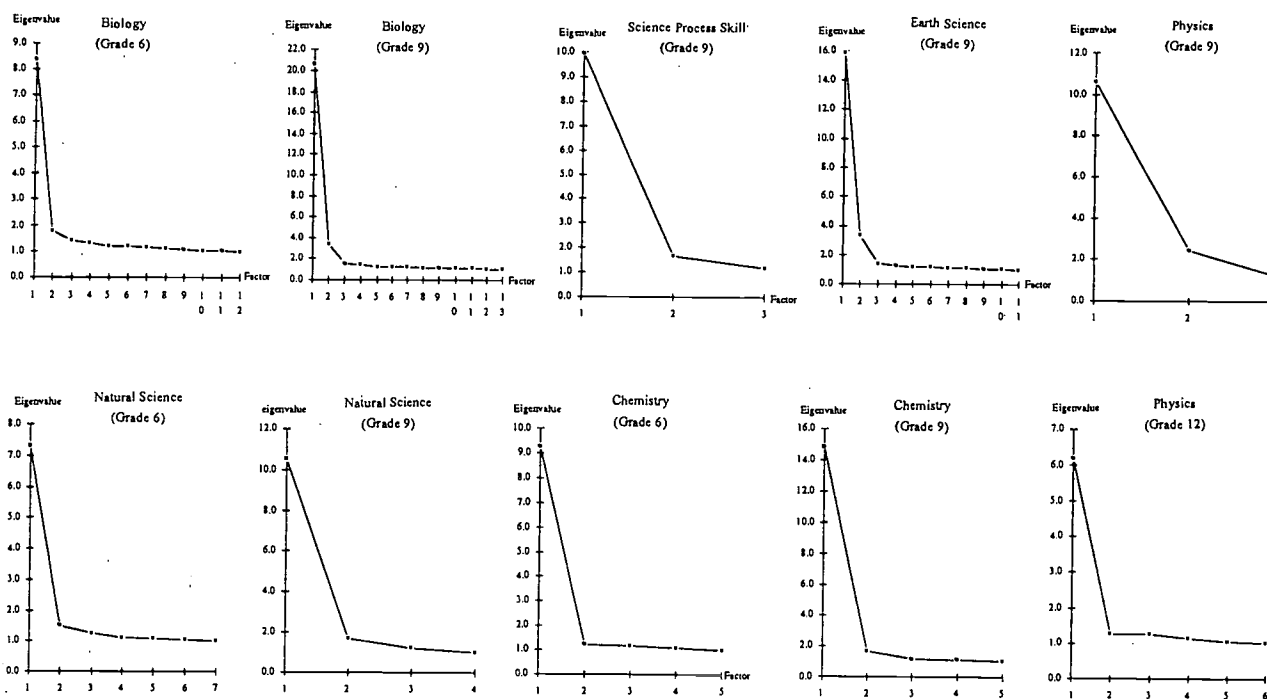 Eigenvalue
Biology
(Grade 6)
9.0
8.0
7.0
6.0
5.0
4.0
3.0
2.0
1.0
0.0
Factor
1 2 3 4 5 6 7 8 9 1 1 1
0 1 2
Eigenvalue
Biology
(Grade 9)
22.0
20.0
18.0
16.0
14.0
12.0
10.0
8.0
6.0
4.0
2.0
0.0
Factor
1 2 3 4 5 6 7 8 9 1 1 1 1
0 1 2 3
Eigenvalue
Science Process Skill
(Grade 9)
10.0
9.0
8.0
7.0
6.0
5.0
4.0
3.0
2.0
1.0
0.0
1 2 3
Eigenvalue
Earth Science
(Grade 9)
16.0
14.0
12.0
10.0
8.0
6.0
4.0
2.0
0.0
Factor
1 2 3 4 5 6 7 8 9 1 1
0 1
Eigenvalue
Physics
(Grade 9)
12.0
10.0
8.0
6.0
4.0
2.0
0.0
1 2
Eigenvalue
Natural Science
(Grade 6)
8.0
7.0
6.0
5.0
4.0
3.0
2.0
1.0
0.0
1 2 3 4 5 6 7
eigenvalue
Natural Science
(Grade 9)
12.0
10.0
8.0
6.0
4.0
2.0
0.0
1 2 3 4
Eigenvalue
Chemistry
(Grade 6)
10.0
9.0
8.0
7.0
6.0
5.0
4.0
3.0
2.0
1.0
0.0
Factor
1 2 3 4 5
Eigenvalue
Chemistry
(Grade 9)
16.0
14.0
12.0
10.0
8.0
6.0
4.0
2.0
0.0
1 2 3 4 5
Eigenvalue
Physics
(Grade 12)
7.0
6.0
5.0
4.0
3.0
2.0
1.0
0.0
1 2 3 4 5 6